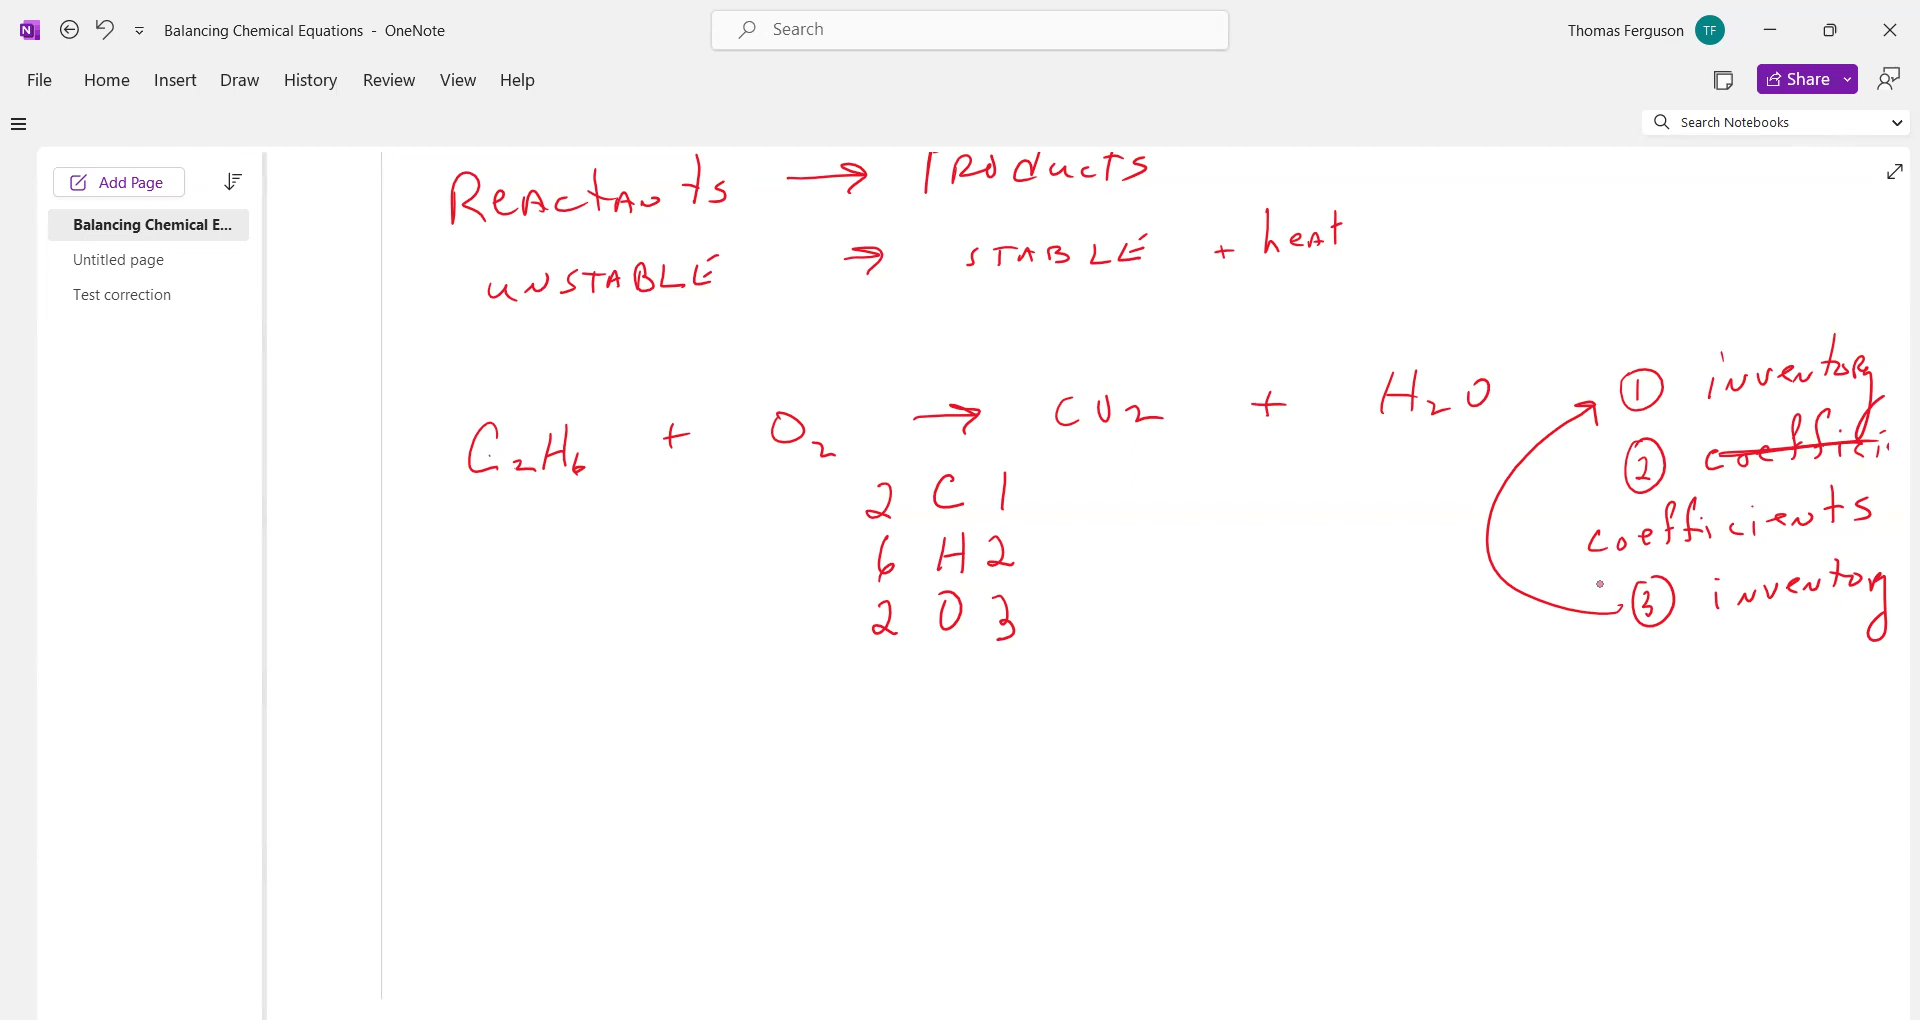 Balancing Chemical Equations - OneNote
Search
Thomas Ferguson
TF
File Home Insert Draw History Review View Help
Share
Search Notebooks
Add Page
Balancing Chemical E...
Untitled page
Test correction
Reactants → Products
UNSTABLE → STABLE + heat
C₂H₆ + O₂ → CO2 + H₂O
2 C 1
6 H 2
2 O 3
① inventory
② coeffici
coefficients
③ inventory